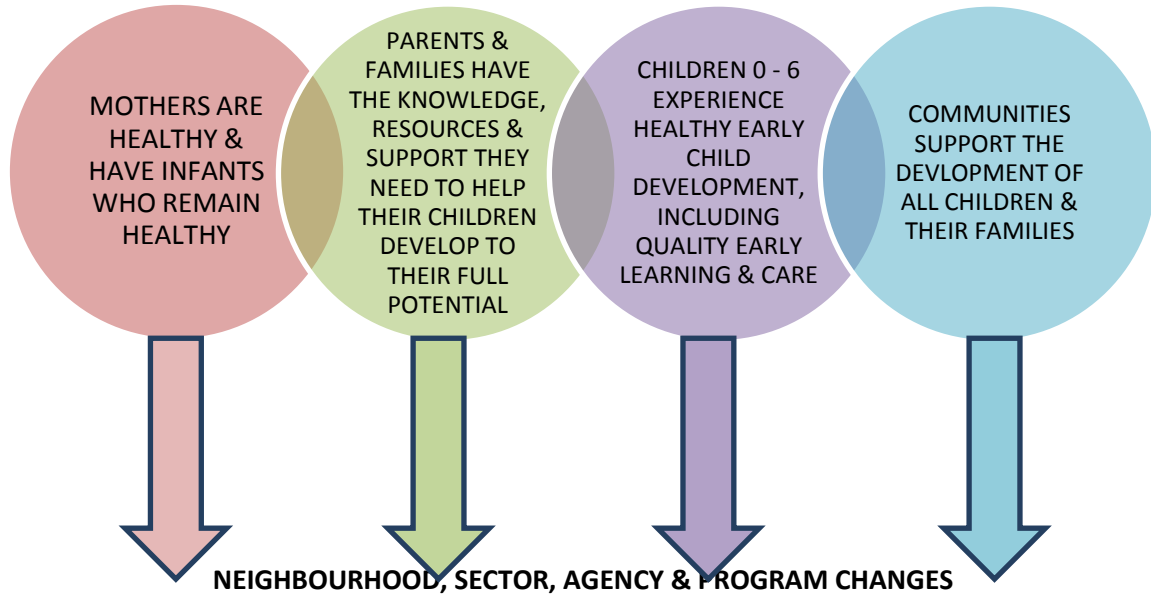 MOTHERS ARE
HEALTHY &
HAVE INFANTS
WHO REMAIN
HEALTHY
PARENTS &
FAMILIES HAVE
THE KNOWLEDGE,
RESOURCES &
SUPPORT THEY
NEED TO HELP
THEIR CHILDREN
DEVELOP TO
THEIR FULL
POTENTIAL
CHILDREN 0 - 6
EXPERIENCE
HEALTHY EARLY
CHILD
DEVELOPMENT,
INCLUDING
QUALITY EARLY
LEARNING & CARE
COMMUNITIES
SUPPORT THE
DEVLOPMENT OF
ALL CHILDREN &
THEIR FAMILIES
NEIGHBOURHOOD, SECTOR, AGENCY & PROGRAM CHANGES